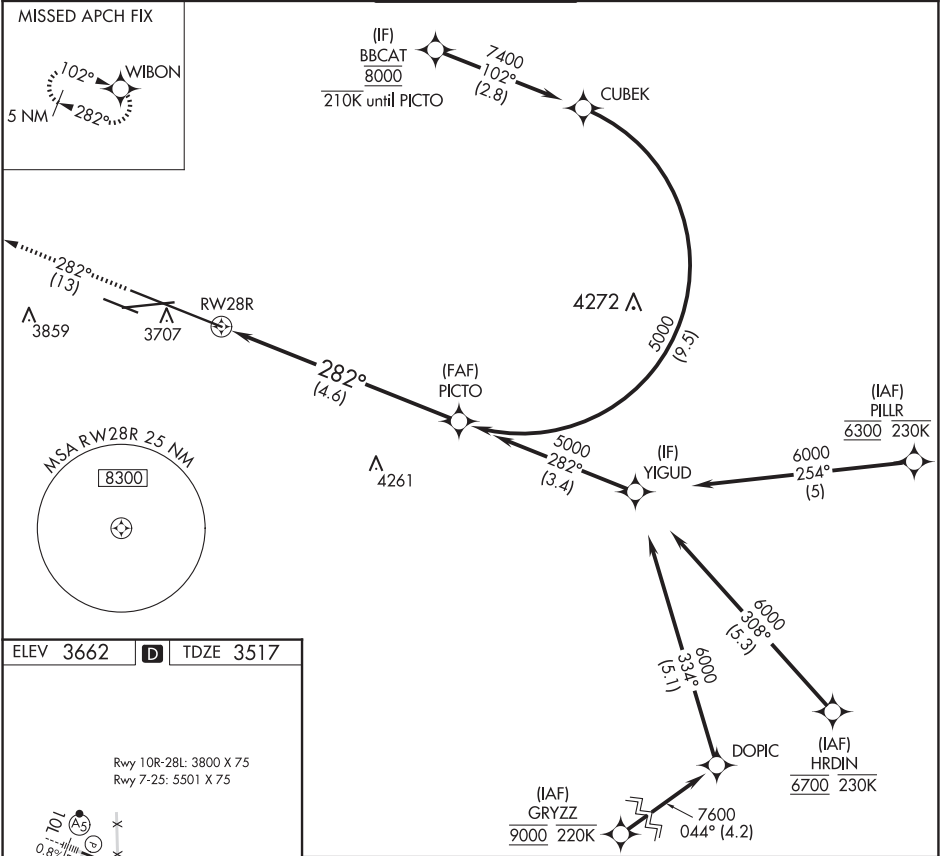 MISSED APCH FIX
102°
WIBON
5 NM
282°
(IF)
BBCAT
8000
210K until PICTO
7400
102°
(2.8)
CUBEK
282°
(13)
3859
3707
RW28R
282°
(4.6)
(FAF)
PICTO
4272
5000
(9.5)
(IAF)
PILLR
6300 230K
6000
254°
(5)
(IF)
YIGUD
5000
282°
(3.4)
4261
MSA RW28R 25 NM
8300
6000
308°
(5.3)
6000
334°
(5.1)
DOPIC
(IAF)
HRDIN
6700 230K
(IAF)
GRYZZ
9000 220K
7600
044° (4.2)
ELEV 3662 D TDZE 3517
Rwy 10R-28L: 3800 X 75
Rwy 7-25: 5501 X 75
10L
A5
P
0.8%
X
X